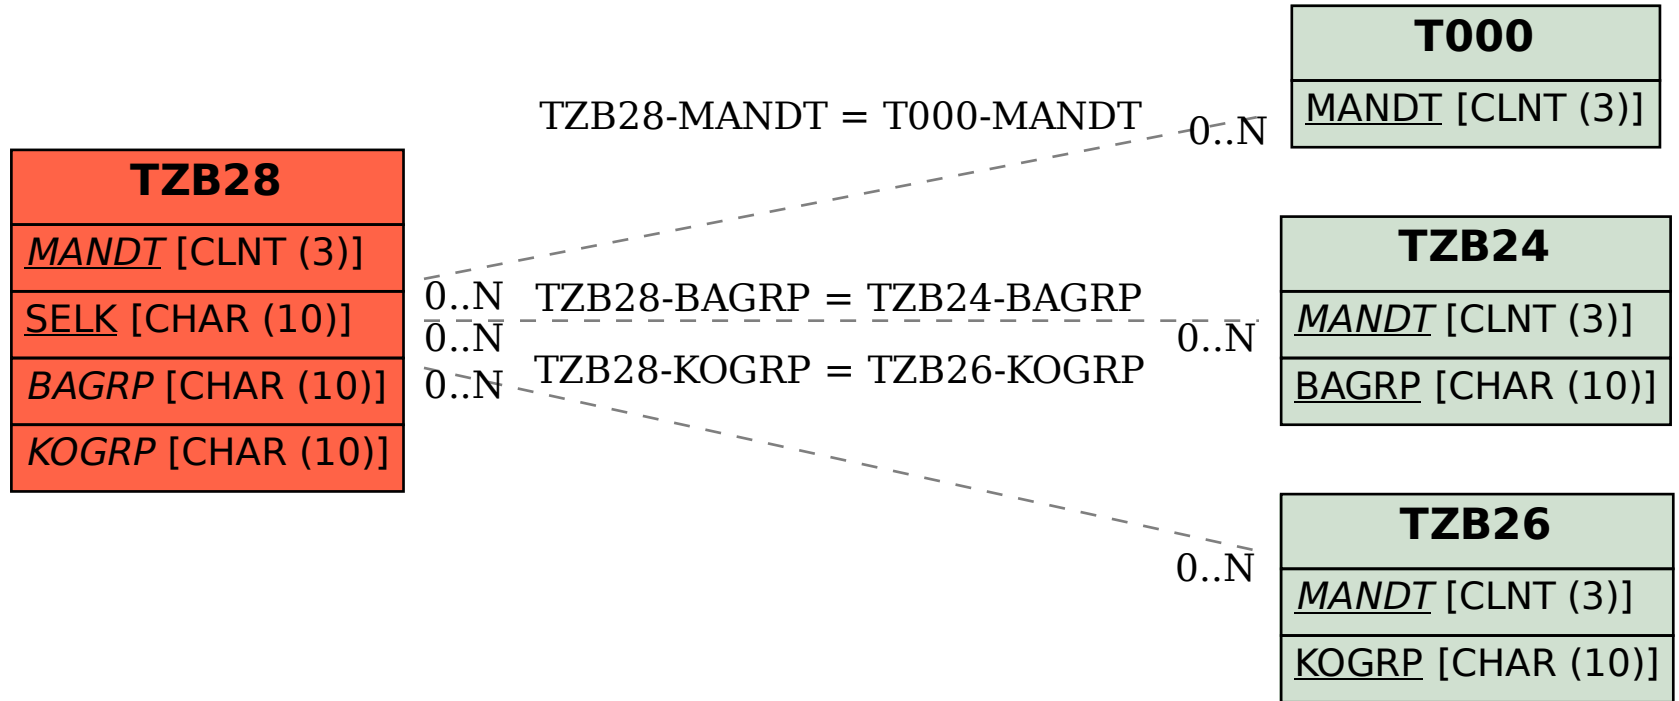 T000
MANDT [CLNT (3)]
TZB28-MANDT = T000-MANDT
0..N
TZB28
MANDT [CLNT (3)]
SELK [CHAR (10)]
BAGRP [CHAR (10)]
KOGRP [CHAR (10)]
0..N
TZB28-BAGRP = TZB24-BAGRP
0..N
0..N
TZB28-KOGRP = TZB26-KOGRP
0..N
TZB24
MANDT [CLNT (3)]
BAGRP [CHAR (10)]
0..N
TZB26
MANDT [CLNT (3)]
KOGRP [CHAR (10)]